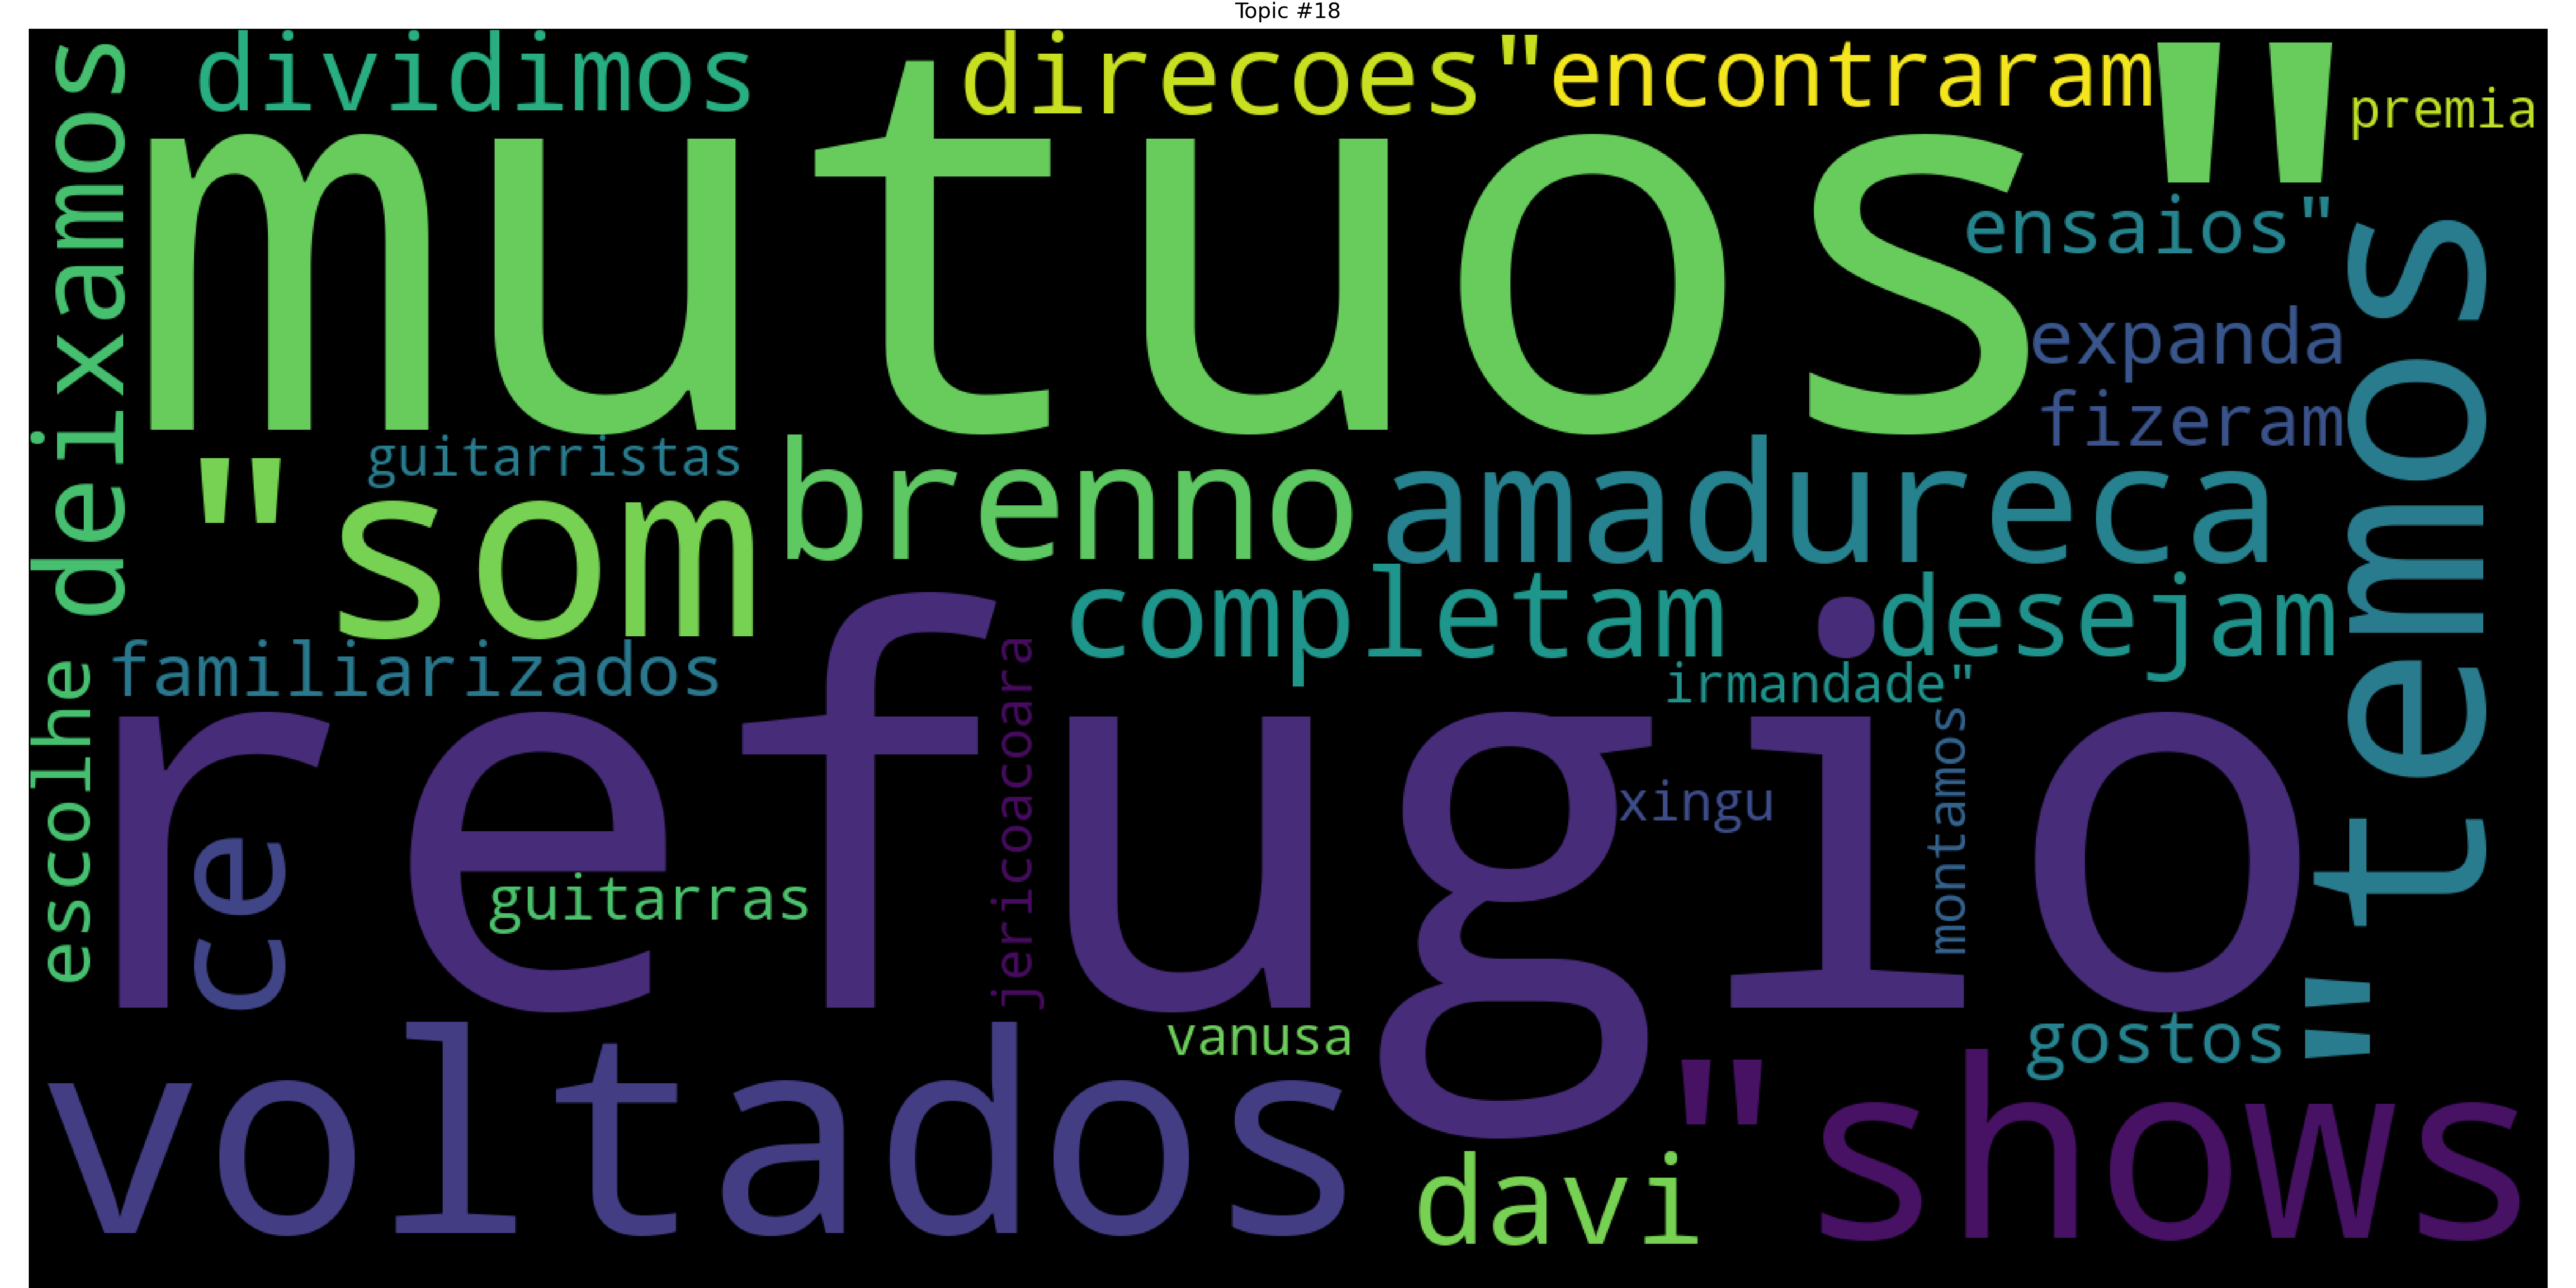 Topic #18
deixamos
dividimos
direcoes
"encontraram
premia
mutuos"
ensaios"
expanda
fizeram
"temos
guitarristas
"som
brenno
amadureca
completam
desejam
familiarizados
irmandade"
escolhe
ce
refugio
guitarras
jericoacoara
xingu
montamos
vanusa
gostos
voltados
davi
"shows